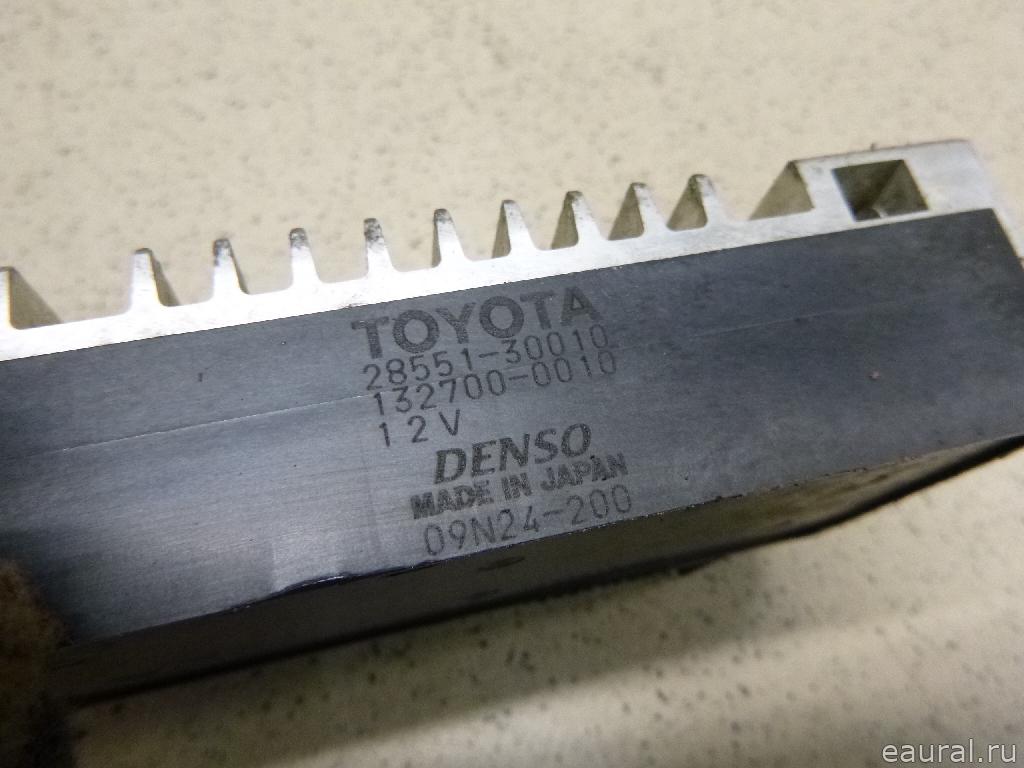 TOYOTA
28551-30010
132700-0010
12V
DENSO
MADE IN JAPAN
09N24-200
eaural.ru